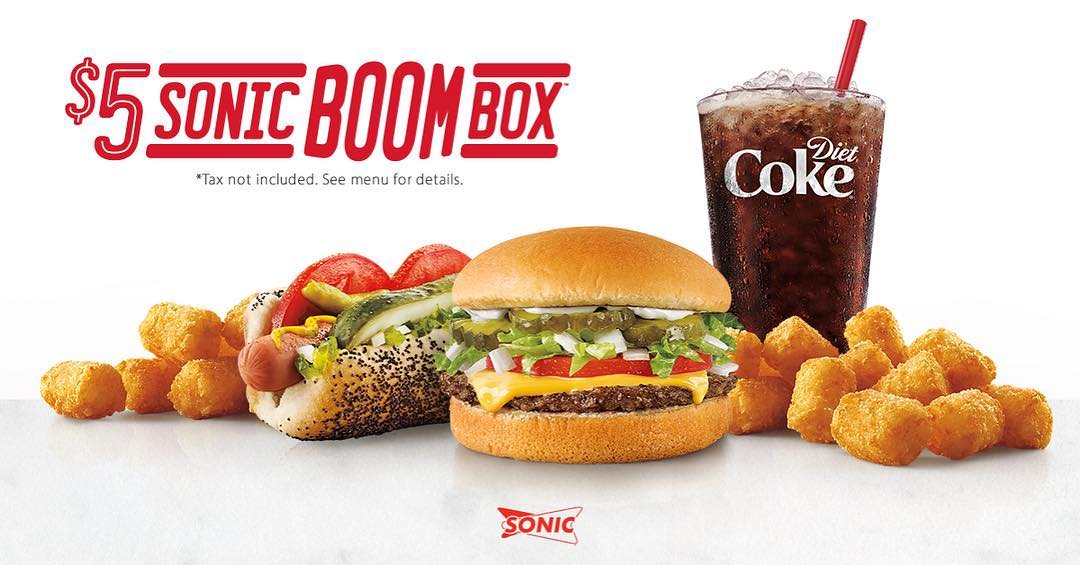 $5 SONIC BOOM BOX™
*Tax not included. See menu for details.
Diet
Coke
SONIC